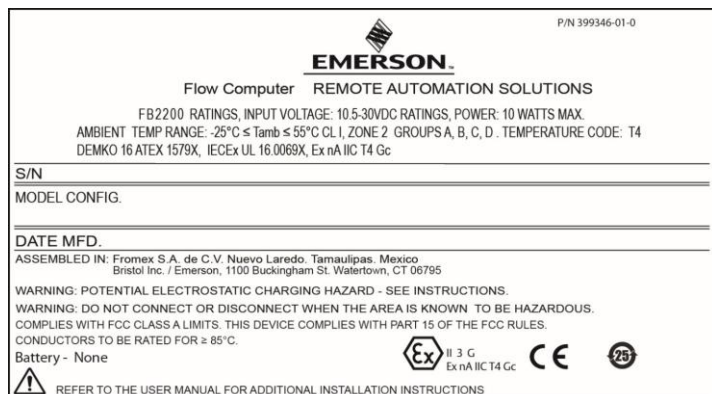 P/N 399346-01-0
EMERSON™
Flow Computer REMOTE AUTOMATION SOLUTIONS
FB2200 RATINGS, INPUT VOLTAGE: 10.5-30VDC RATINGS, POWER: 10 WATTS MAX.
AMBIENT TEMP RANGE: -25°C ≤ Tamb ≤ 55°C CL I, ZONE 2 GROUPS A, B, C, D . TEMPERATURE CODE: T4
DEMKO 16 ATEX 1579X, IECEx UL 16.0069X, Ex nA IIC T4 Gc
S/N
MODEL CONFIG.
DATE MFD.
ASSEMBLED IN: Fromex S.A. de C.V. Nuevo Laredo. Tamaulipas. Mexico
Bristol Inc. / Emerson, 1100 Buckingham St. Watertown, CT 06795
WARNING: POTENTIAL ELECTROSTATIC CHARGING HAZARD - SEE INSTRUCTIONS.
WARNING: DO NOT CONNECT OR DISCONNECT WHEN THE AREA IS KNOWN TO BE HAZARDOUS.
COMPLIES WITH FCC CLASS A LIMITS. THIS DEVICE COMPLIES WITH PART 15 OF THE FCC RULES.
CONDUCTORS TO BE RATED FOR ≥ 85°C.
Battery - None
Ex II 3 G
Ex nA IIC T4 Gc
CE
25
REFER TO THE USER MANUAL FOR ADDITIONAL INSTALLATION INSTRUCTIONS